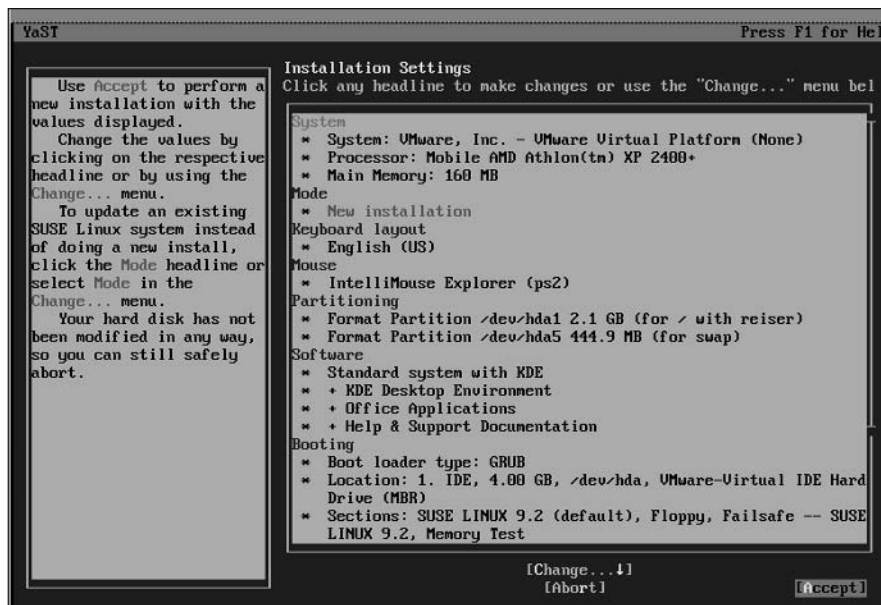 YaST
Press F1 for Hel
Use Accept to perform a
new installation with the
values displayed.
Change the values by
clicking on the respective
headline or by using the
Change... menu.
To update an existing
SUSE Linux system instead
of doing a new install,
click the Mode headline or
select Mode in the
Change... menu.
Your hard disk has not
been modified in any way,
so you can still safely
abort.
Installation Settings
Click any headline to make changes or use the "Change..." menu bel
System
* System: VMware, Inc. - VMware Virtual Platform (None)
* Processor: Mobile AMD Athlon(tm) XP 2400+
* Main Memory: 160 MB
Mode
* New installation
Keyboard layout
* English (US)
Mouse
* IntelliMouse Explorer (ps2)
Partitioning
* Format Partition /dev/hda1 2.1 GB (for / with reiser)
* Format Partition /dev/hda5 444.9 MB (for swap)
Software
* Standard system with KDE
* + KDE Desktop Environment
* + Office Applications
* + Help & Support Documentation
Booting
* Boot loader type: GRUB
* Location: 1. IDE, 4.00 GB, /dev/hda, VMware-Virtual IDE Hard
Drive (MBR)
* Sections: SUSE LINUX 9.2 (default), Floppy, Failsafe -- SUSE
LINUX 9.2, Memory Test
[Change...↓]
[Abort]
[Accept]